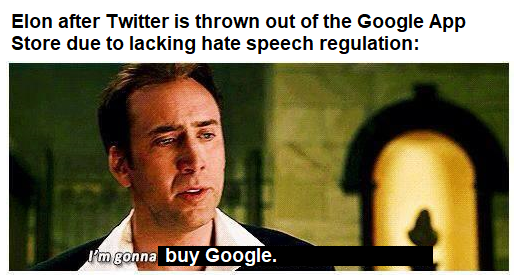 Elon after Twitter is thrown out of the Google App
Store due to lacking hate speech regulation:
I'm gonna buy Google.